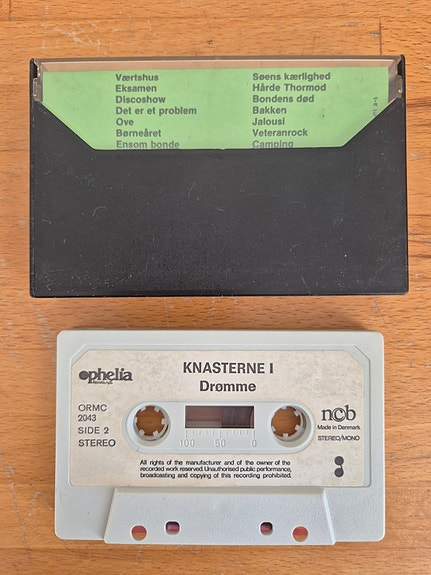 Værtshus
Eksamen
Discoshow
Det er et problem
Ove
Børneåret
Ensom bonde
Søens kærlighed
Hårde Thormod
Bondens død
Bakken
Jalousi
Veteranrock
Camping
ophelia
KNASTERNE I
Drømme
ORMC
2043
SIDE 2
STEREO
ncb
Made in Denmark
STEREO/MONO
100 50 0
All rights of the manufacturer and of the owner of the
recorded work reserved. Unauthorised public performance,
broadcasting and copying of this recording prohibited.